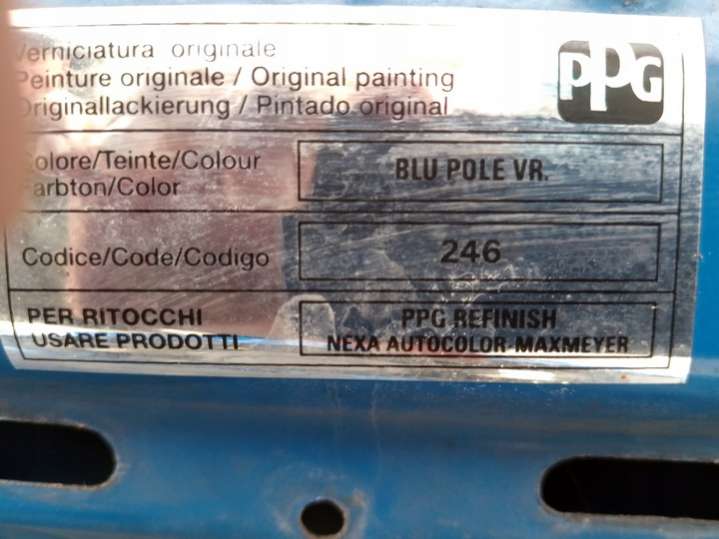 Verniciatura originale
Peinture originale / Original painting
Originallackierung / Pintado original
PPG
Colore/Teinte/Colour
Farbton/Color
BLU POLE VR.
Codice/Code/Codigo
246
PER RITOCCHI
USARE PRODOTTI
PPG REFINISH
NEXA AUTOCOLOR-MAXMEYER